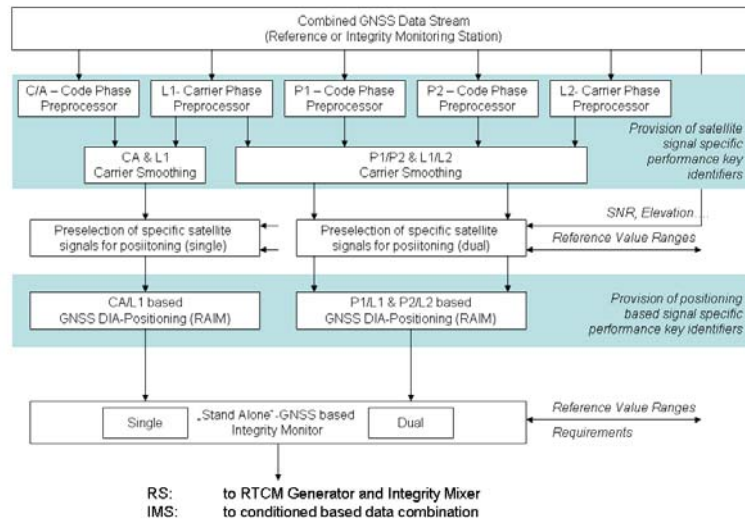 Combined GNSS Data Stream
(Reference or Integrity Monitoring Station)
C/A – Code Phase
Preprocessor
L1- Carrier Phase
Preprocessor
P1 – Code Phase
Preprocessor
P2 – Code Phase
Preprocessor
L2- Carrier Phase
Preprocessor
Provision of satellite
signal specific
performance key
identifiers
CA & L1
Carrier Smoothing
P1/P2 & L1/L2
Carrier Smoothing
SNR, Elevation....
Preselection of specific satellite
signals for posiitoning (single)
Preselection of specific satellite
signals for posiitoning (dual)
Reference Value Ranges
CA/L1 based
GNSS DIA-Positioning (RAIM)
P1/L1 & P2/L2 based
GNSS DIA-Positioning (RAIM)
Provision of positioning
based signal specific
performance key identifiers
Single
„Stand Alone"-GNSS based
Integrity Monitor
Dual
Reference Value Ranges
Requirements
RS: to RTCM Generator and Integrity Mixer
IMS: to conditioned based data combination